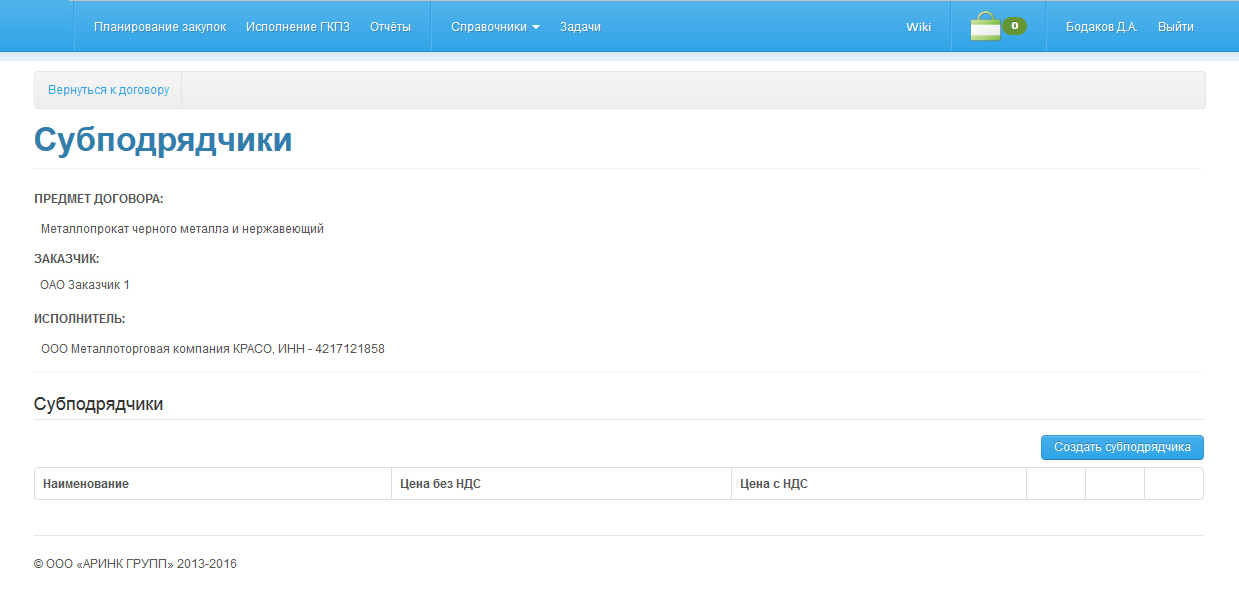 Планирование закупок Исполнение ГКПЗ Отчёты Справочники Задачи Wiki 0 Бодаков Д.А. Выйти
Вернуться к договору
Субподрядчики
ПРЕДМЕТ ДОГОВОРА:
Металлопрокат черного металла и нержавеющий
ЗАКАЗЧИК:
ОАО Заказчик 1
ИСПОЛНИТЕЛЬ:
ООО Металлоторговая компания КРАСО, ИНН - 4217121858
Субподрядчики
Создать субподрядчика
Наименование Цена без НДС Цена с НДС
© ООО «АРИНК ГРУПП» 2013-2016